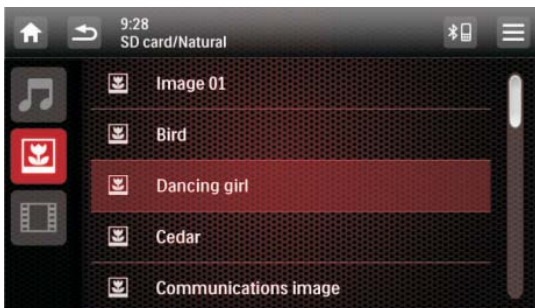 9:28
SD card/Natural
Image 01
Bird
Dancing girl
Cedar
Communications image